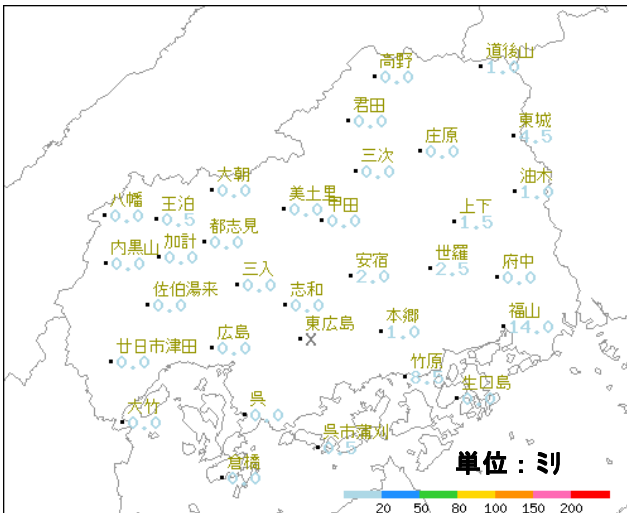 道後山
1.0
高野
0.0
君田
0.0
東城
4.5
庄原
0.0
三次
0.0
油木
1.0
大朝
0.0
美土里
0.0
甲田
0.0
八幡
0.0
王泊
0.5
上下
1.5
都志見
0.0
内黒山
0.0
加計
0.0
安宿
2.0
世羅
2.5
府中
0.0
三入
0.0
佐伯湯来
0.0
志和
0.0
福山
14.0
東広島
X
本郷
1.0
広島
0.0
廿日市津田
0.0
竹原
生口島
大竹
0.0
呉
0.0
呉市蒲刈
倉橋
単位：ミリ
20 50 80 100 150 200